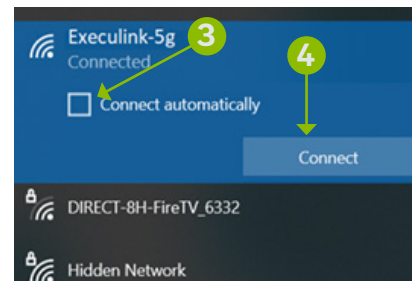 Execulink-5g
3
Connected
4
Connect automatically
Connect
DIRECT-8H-FireTV_6332
Hidden Network